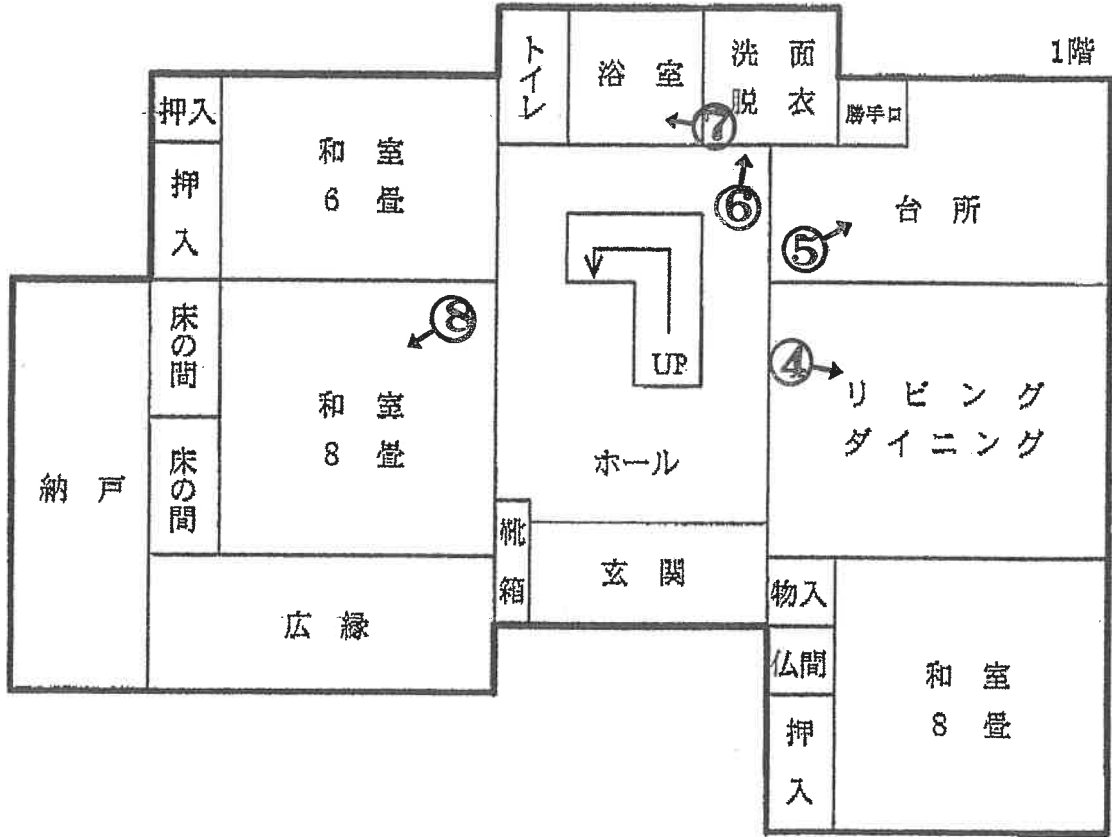 1階
トイレ
浴室
洗面
脱衣
勝手口
⑦
押入
和室
6畳
押入
⑥
⑤
台所
床の間
⑧
UP
④
リビング
ダイニング
和室
8畳
ホール
納戸
床の間
靴箱
玄関
物入
広縁
仏間
和室
8畳
押入